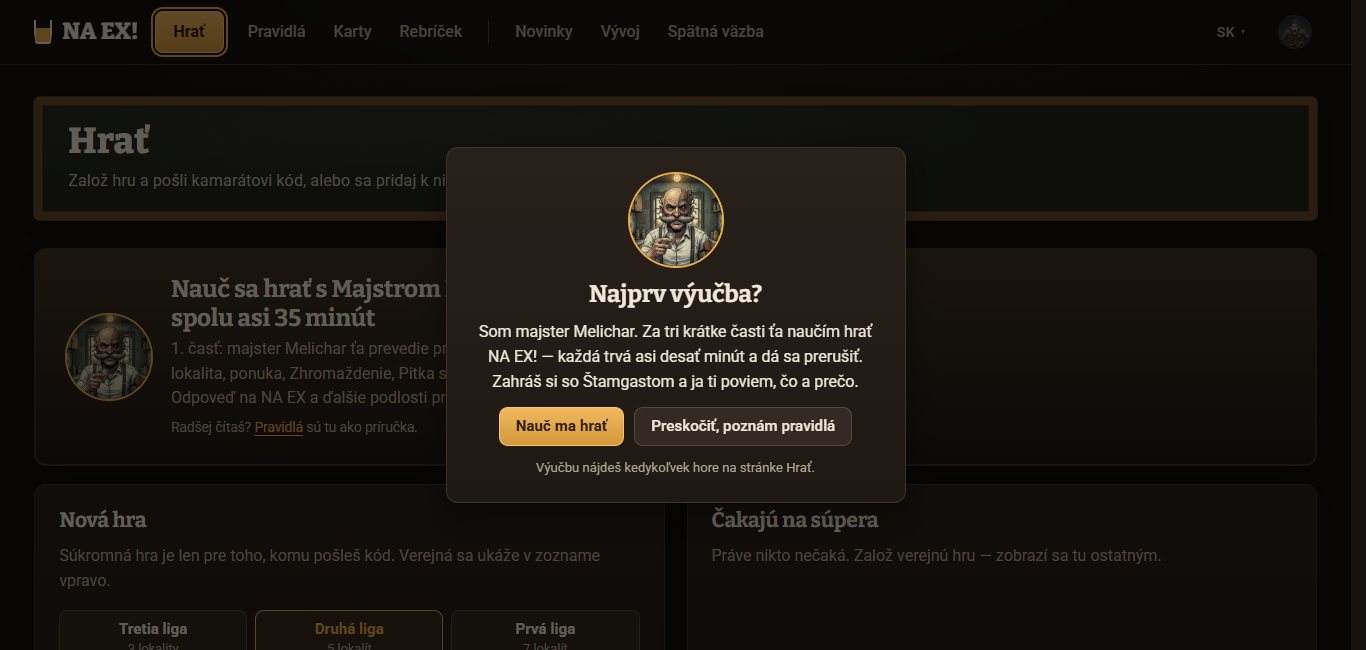 NA EX!
Hrať
Pravidlá
Karty
Rebríček
Novinky
Vývoj
Spätná väzba
SK
Hrať
Založ hru a pošli kamarátovi kód, alebo sa pridaj k
Nauč sa hrať s Majstrom
spolu asi 35 minút
1. časť: majster Melichar ťa prevedie
lokalita, ponuka, Zhromaždenie, Pitka
Odpoveď na NA EX a ďalšie podlosti
Radšej čítaš? Pravidlá sú tu ako príručka.
Najprv výučba?
Som majster Melichar. Za tri krátke časti ťa naučím hrať
NA EX! — každá trvá asi desať minút a dá sa prerušiť.
Zahráš si so Štamgastom a ja ti poviem, čo a prečo.
Nauč ma hrať
Preskočiť, poznám pravidlá
Výučbu nájdeš kedykoľvek hore na stránke Hrať.
Nová hra
Súkromná hra je len pre toho, komu pošleš kód. Verejná sa ukáže v zozname
vpravo.
Tretia liga
3 lokality
Druhá liga
5 lokalít
Prvá liga
7 lokalít
Čakajú na súpera
Práve nikto nečaká. Založ verejnú hru — zobrazí sa tu ostatným.